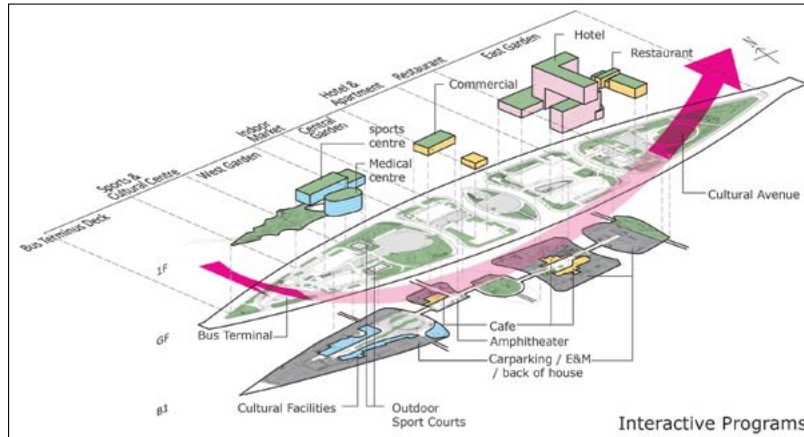 Hotel
East Garden
Restaurant
Restaurant
Commercial
Hotel &
Apartment
Indoor
Market
Central
Garden
sports
centre
Medical
centre
Sports &
Cultural Centre
West Garden
Bus Terminus Deck
Cultural Avenue
1F
GF
B1
Bus Terminal
Cafe
Amphitheater
Carparking / E&M
/ back of house
Cultural Facilities
Outdoor
Sport Courts
Interactive Programs